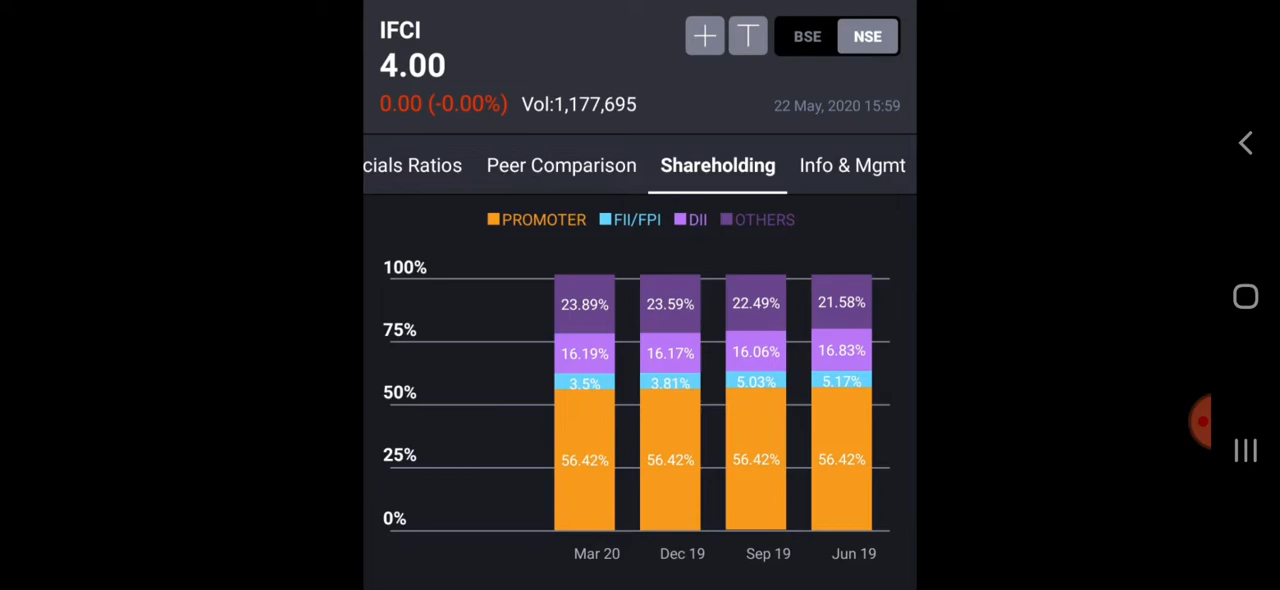 IFCI
4.00
0.00 (-0.00%) Vol:1,177,695
BSE NSE
22 May, 2020 15:59
cials Ratios Peer Comparison Shareholding Info & Mgmt
PROMOTER FII/FPI DII OTHERS
100%
23.89% 23.59% 22.49% 21.58%
75%
16.19% 16.17% 16.06% 16.83%
3.5% 3.81% 5.03% 5.17%
50%
25%
56.42% 56.42% 56.42% 56.42%
0%
Mar 20 Dec 19 Sep 19 Jun 19